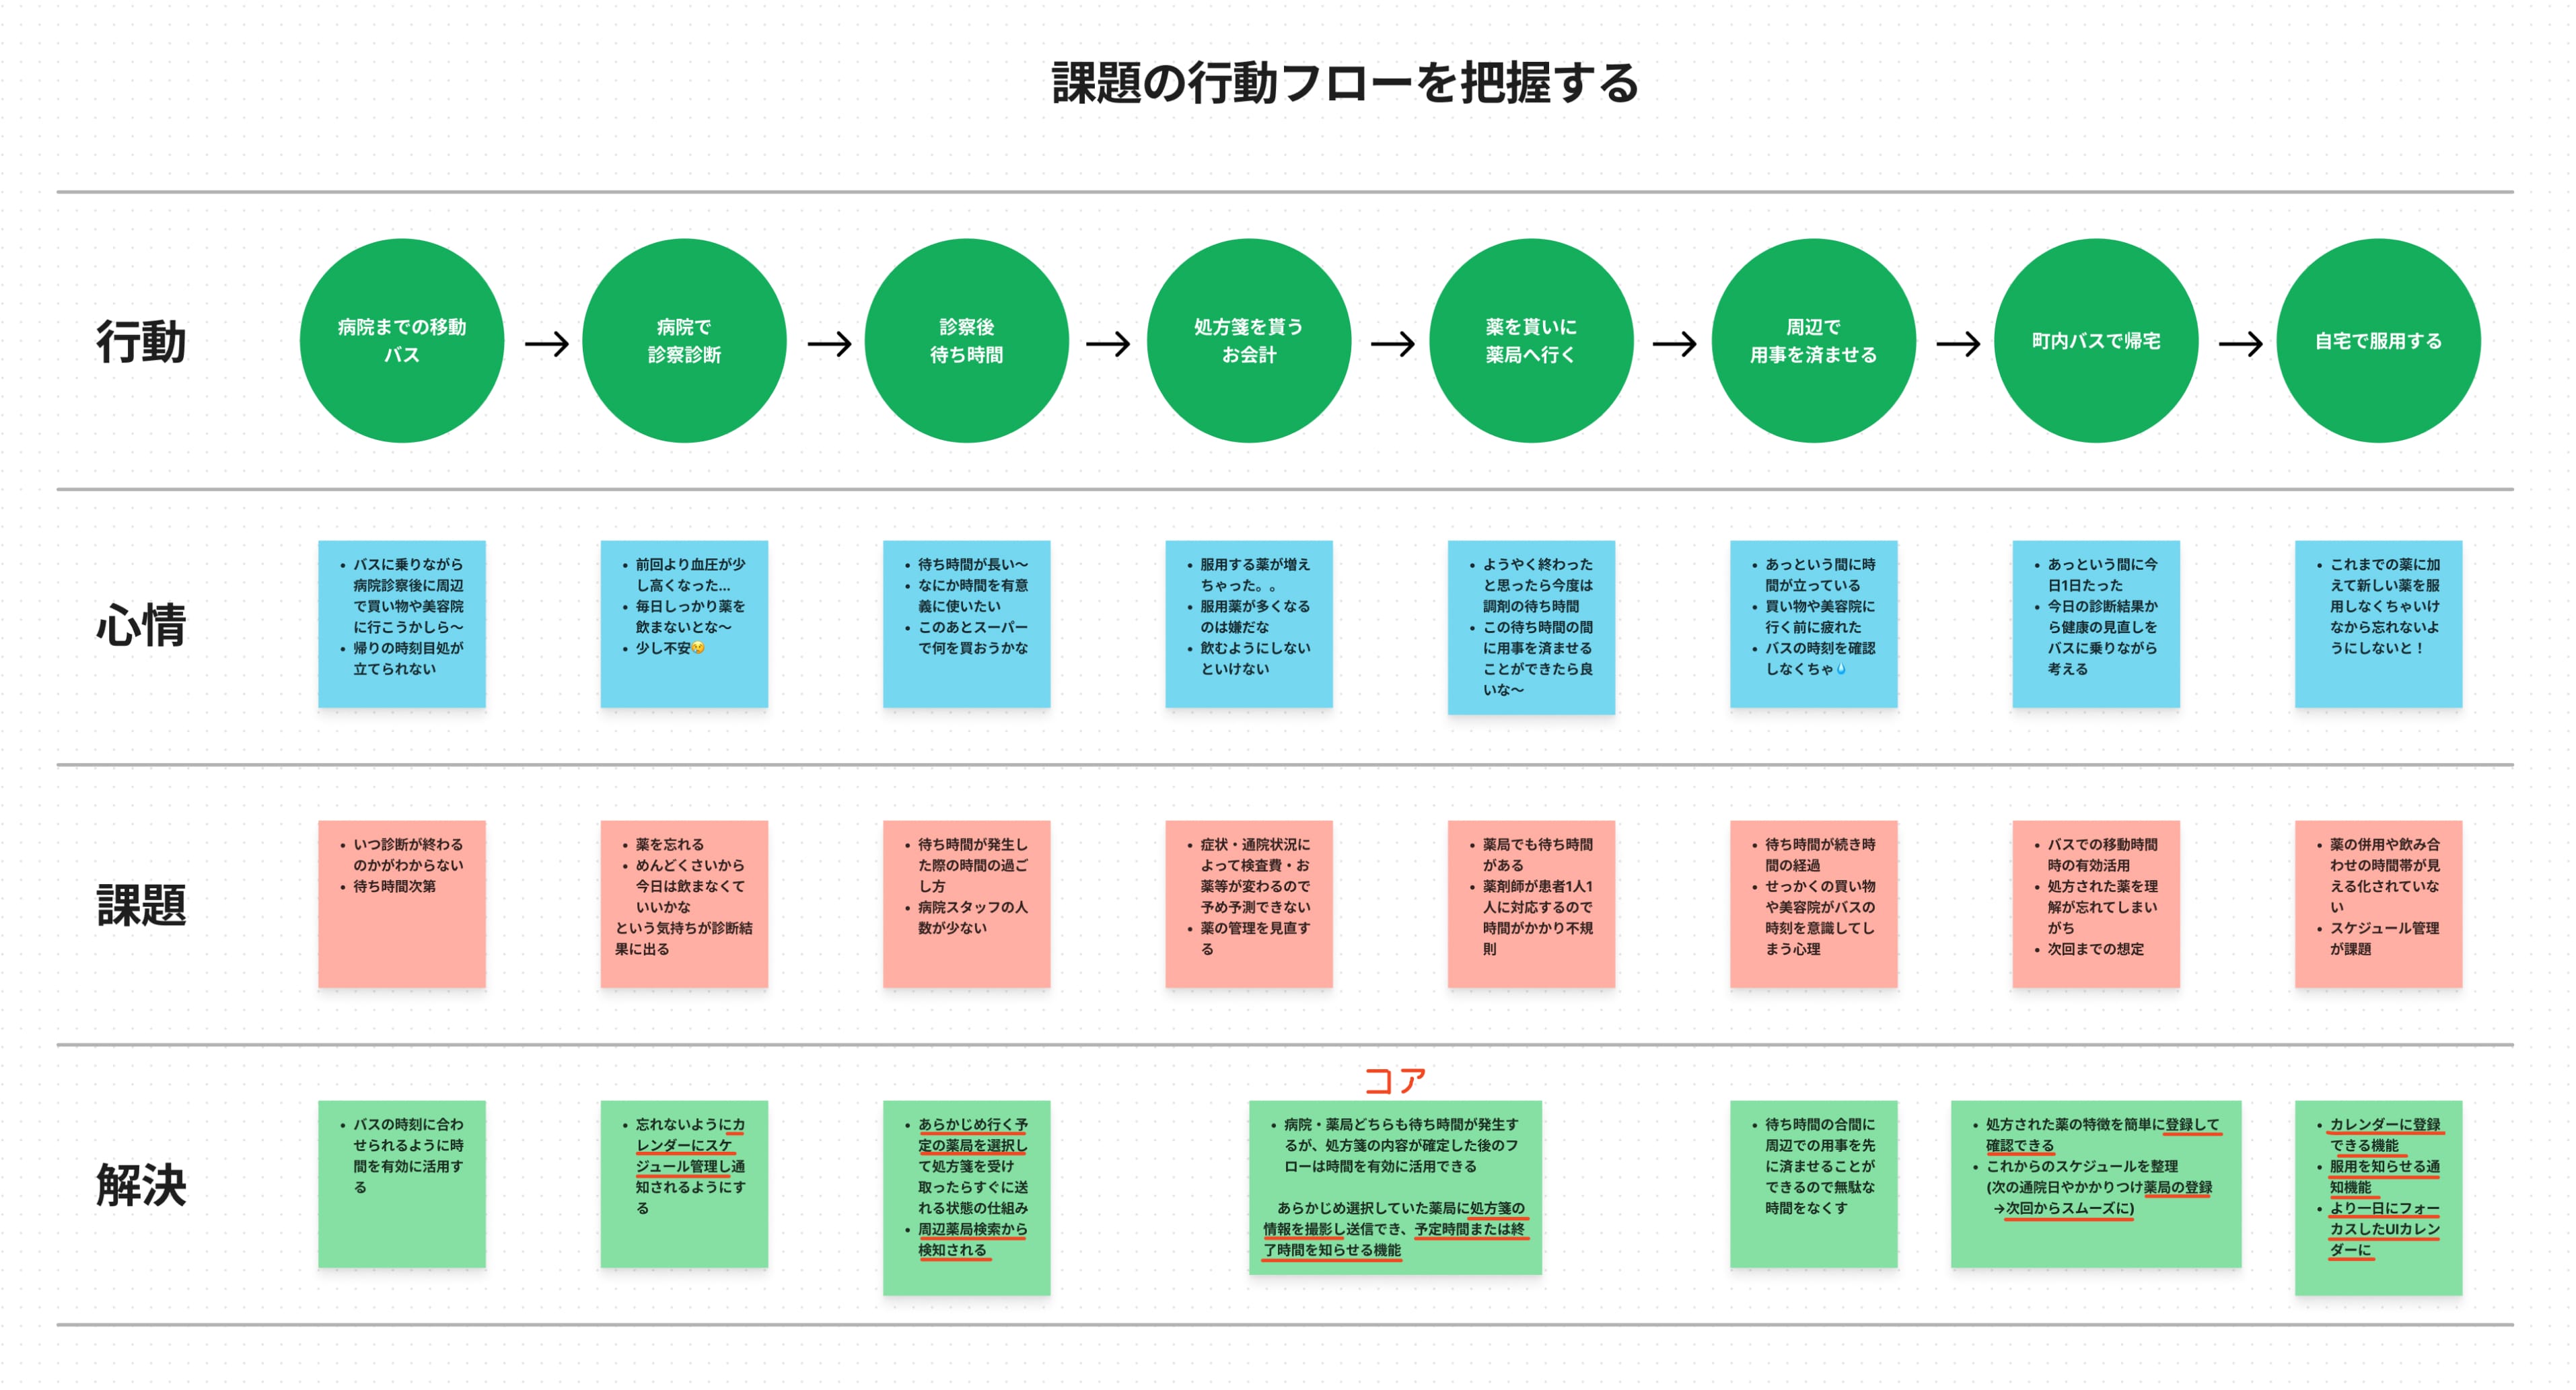 課題の行動フローを把握する
行動
病院までの移動
バス
病院で
診察診断
診察後
待ち時間
処方箋を貰う
お会計
薬を貰いに
薬局へ行く
周辺で
用事を済ませる
町内バスで帰宅
自宅で服用する
心情
• バスに乗りながら
病院診察後に周辺
で買い物や美容院
に行こうかしら〜
• 帰りの時刻目処が
立てられない
• 前回より血圧が少
し高くなった…
• 毎日しっかり薬を
飲まないとな〜
• 少し不安😢
• 待ち時間が長い〜
• なにか時間を有意
義に使いたい
• このあとスーパー
で何を買おうかな
• 服用する薬が増え
ちゃった。。
• 服用薬が多くなる
のは嫌だな
• 飲むようにしない
といけない
• ようやく終わった
と思ったら今度は
調剤の待ち時間
• この待ち時間の間
に用事を済ませる
ことができたら良
いな〜
• あっという間に時
間が立っている
• 買い物や美容院に
行く前に疲れた
• バスの時刻を確認
しなくちゃ💧
• あっという間に今
日1日たった
• 今日の診断結果か
ら健康の見直しを
バスに乗りながら
考える
• これまでの薬に加
えて新しい薬を服
用しなくちゃいけ
なから忘れないよ
うにしないと！
課題
• いつ診断が終わる
のかがわからない
• 待ち時間次第
• 薬を忘れる
• めんどくさいから
今日は飲まなくて
いいかな
という気持ちが診断結
果に出る
• 待ち時間が発生し
た際の時間の過ご
し方
• 病院スタッフの人
数が少ない
• 症状・通院状況に
よって検査費・お
薬等が変わるので
予め予測できない
• 薬の管理を見直す
る
• 薬局でも待ち時間
がある
• 薬剤師が患者1人1
人に対応するので
時間がかかり不規
則
• 待ち時間が続き時
間の経過
• せっかくの買い物
や美容院がバスの
時刻を意識してし
まう心理
• バスでの移動時間
時の有効活用
• 処方された薬を理
解が忘れてしまい
がち
• 次回までの想定
• 薬の併用や飲み合
わせの時間帯が見
える化されていな
い
• スケジュール管理
が課題
解決
• バスの時刻に合わ
せられるように時
間を有効に活用す
る
• 忘れないようにカ
レンダーにスケ
ジュール管理し通
知されるようにす
る
• あらかじめ行く予
定の薬局を選択し
て処方箋を受け
取ったらすぐに送
れる状態の仕組み
• 周辺薬局検索から
検知される
コア
• 病院・薬局どちらも待ち時間が発生す
るが、処方箋の内容が確定した後のフ
ローは時間を有効に活用できる
あらかじめ選択していた薬局に処方箋の
情報を撮影し送信でき、予定時間または終
了時間を知らせる機能
• 待ち時間の合間に
周辺での用事を先
に済ませることが
できるので無駄な
時間をなくす
• 処方された薬の特徴を簡単に登録して
確認できる
• これからのスケジュールを整理
(次の通院日やかかりつけ薬局の登録
→次回からスムーズに)
• カレンダーに登録
できる機能
• 服用を知らせる通
知機能
• より一日にフォー
カスしたUIカレン
ダーに